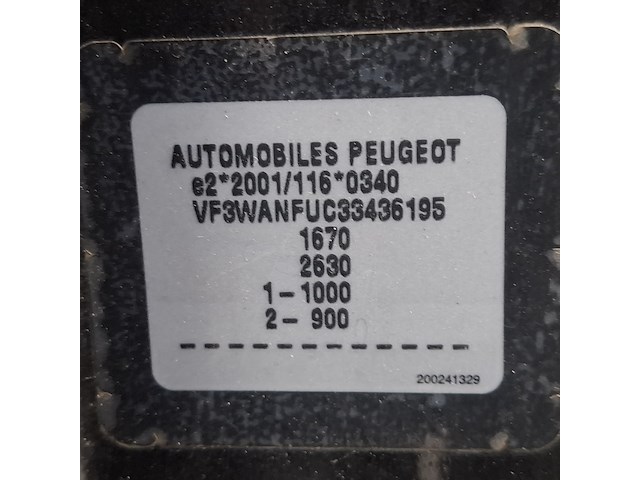 AUTOMOBILES PEUGEOT
e2*2001/116*0340
VF3WANFUC33436195
1670
2630
1-1000
2-900
------------------
200241329